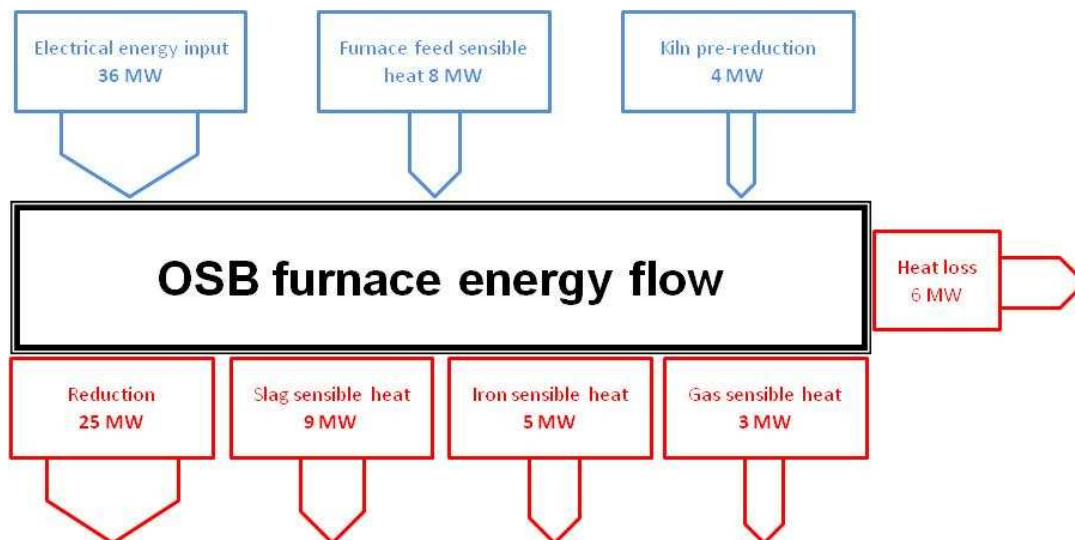 Electrical energy input
36 MW
Furnace feed sensible
heat 8 MW
Kiln pre-reduction
4 MW
OSB furnace energy flow
Heat loss
6 MW
Reduction
25 MW
Slag sensible heat
9 MW
Iron sensible heat
5 MW
Gas sensible heat
3 MW